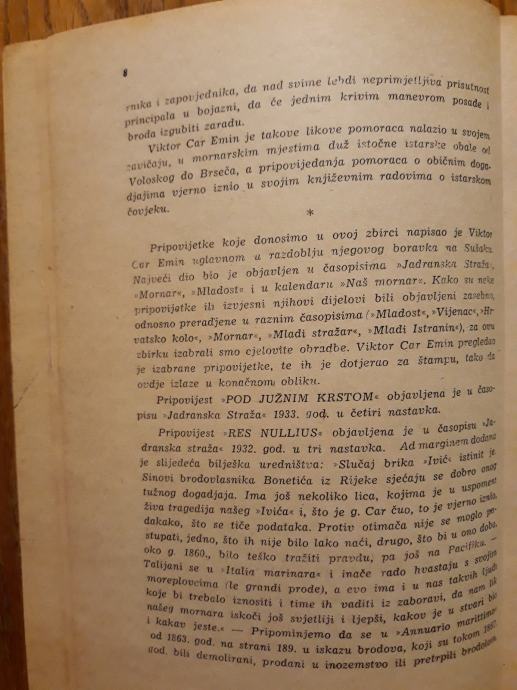 8
rnika i zapovjednika, da nad svime lebdi neprimjetljiva prisutnost
principala u bojazni, da će jednim krivim manevrom posade i
broda izgubiti zaradu.
Viktor Car Emin je takove likove pomoraca nalazio u svojem
zavičaju, u mornarskim mjestima duž istočne istarske obale od
Voloskog do Brseča, a pripovijedanja pomoraca o običnim doga-
djajima vjerno iznio u svojim književnim radovima o istarskom
čovjeku.
*
Pripovijetke koje donosimo u ovoj zbirci napisao je Viktor
Car Emin uglavnom u razdoblju njegovog boravka na Sušaku.
Najveći dio bio je objavljen u časopisima »Jadranska Straža«,
»Mornar«, »Mladost« i u kalendaru »Naš mornar«. Kako su neke
pripovijetke ili izvjesni njihovi dijelovi bili objavljeni zasebno,
odnosno preradjene u raznim časopisima (»Mladost«, »Vijenac«, »Hr-
vatsko kolo«, »Mornar«, »Mladi stražar«, »Mladi Istranin«), za ovu
zbirku izabrali smo cjelovite obradbe. Viktor Car Emin pregledao
je izabrane pripovijetke, te ih je dotjerao za štampu, tako da
ovdje izlaze u konačnom obliku.
Pripovijest »POD JUŽNIM KRSTOM« objavljena je u časo-
pisu »Jadranska Straža« 1933. god. u četiri nastavka.
Pripovijest »RES NULLIUS« objavljena je u časopisu »Ja-
dranska straža« 1932. god. u tri nastavka. Ad marginem dodana
je slijedeća bilješka uredništva: »Slučaj brika »Ivić« istinit je.
Sinovi brodovlasnika Bonetića iz Rijeke sjećaju se dobro onog
tužnog dogadjaja. Ima još nekoliko lica, kojima je u uspomeni
živa tragedija našeg »Ivića« i, što je g. Car čuo, to je vjerno iznio,
dakako, što se tiče podataka. Protiv otimača nije se moglo po-
stupati, jedno, što ih nije bilo lako naći, drugo, što bi u ono doba,
oko g. 1860., bilo teško tražiti pravdu, pa još na Pacifiku. —
Talijani se u »Italia marinara« i inače rado hvastaju s svojim
moreplovcima (le grandi prode), a evo ima i u nas takvih ljudi
koje bi trebalo iznositi i time ih vaditi iz zaboravi, da nam lik
našeg mornara iskoči još svjetliji i ljepši, kakov je u stvari bio
i kakav jeste.« — Pripominjemo da se u »Annuario marittimo«
od 1863. god. na strani 189. u iskazu brodova, koji su tokom
god. bili demolirani, prodani u inozemstvo ili pretrpili brodolom,